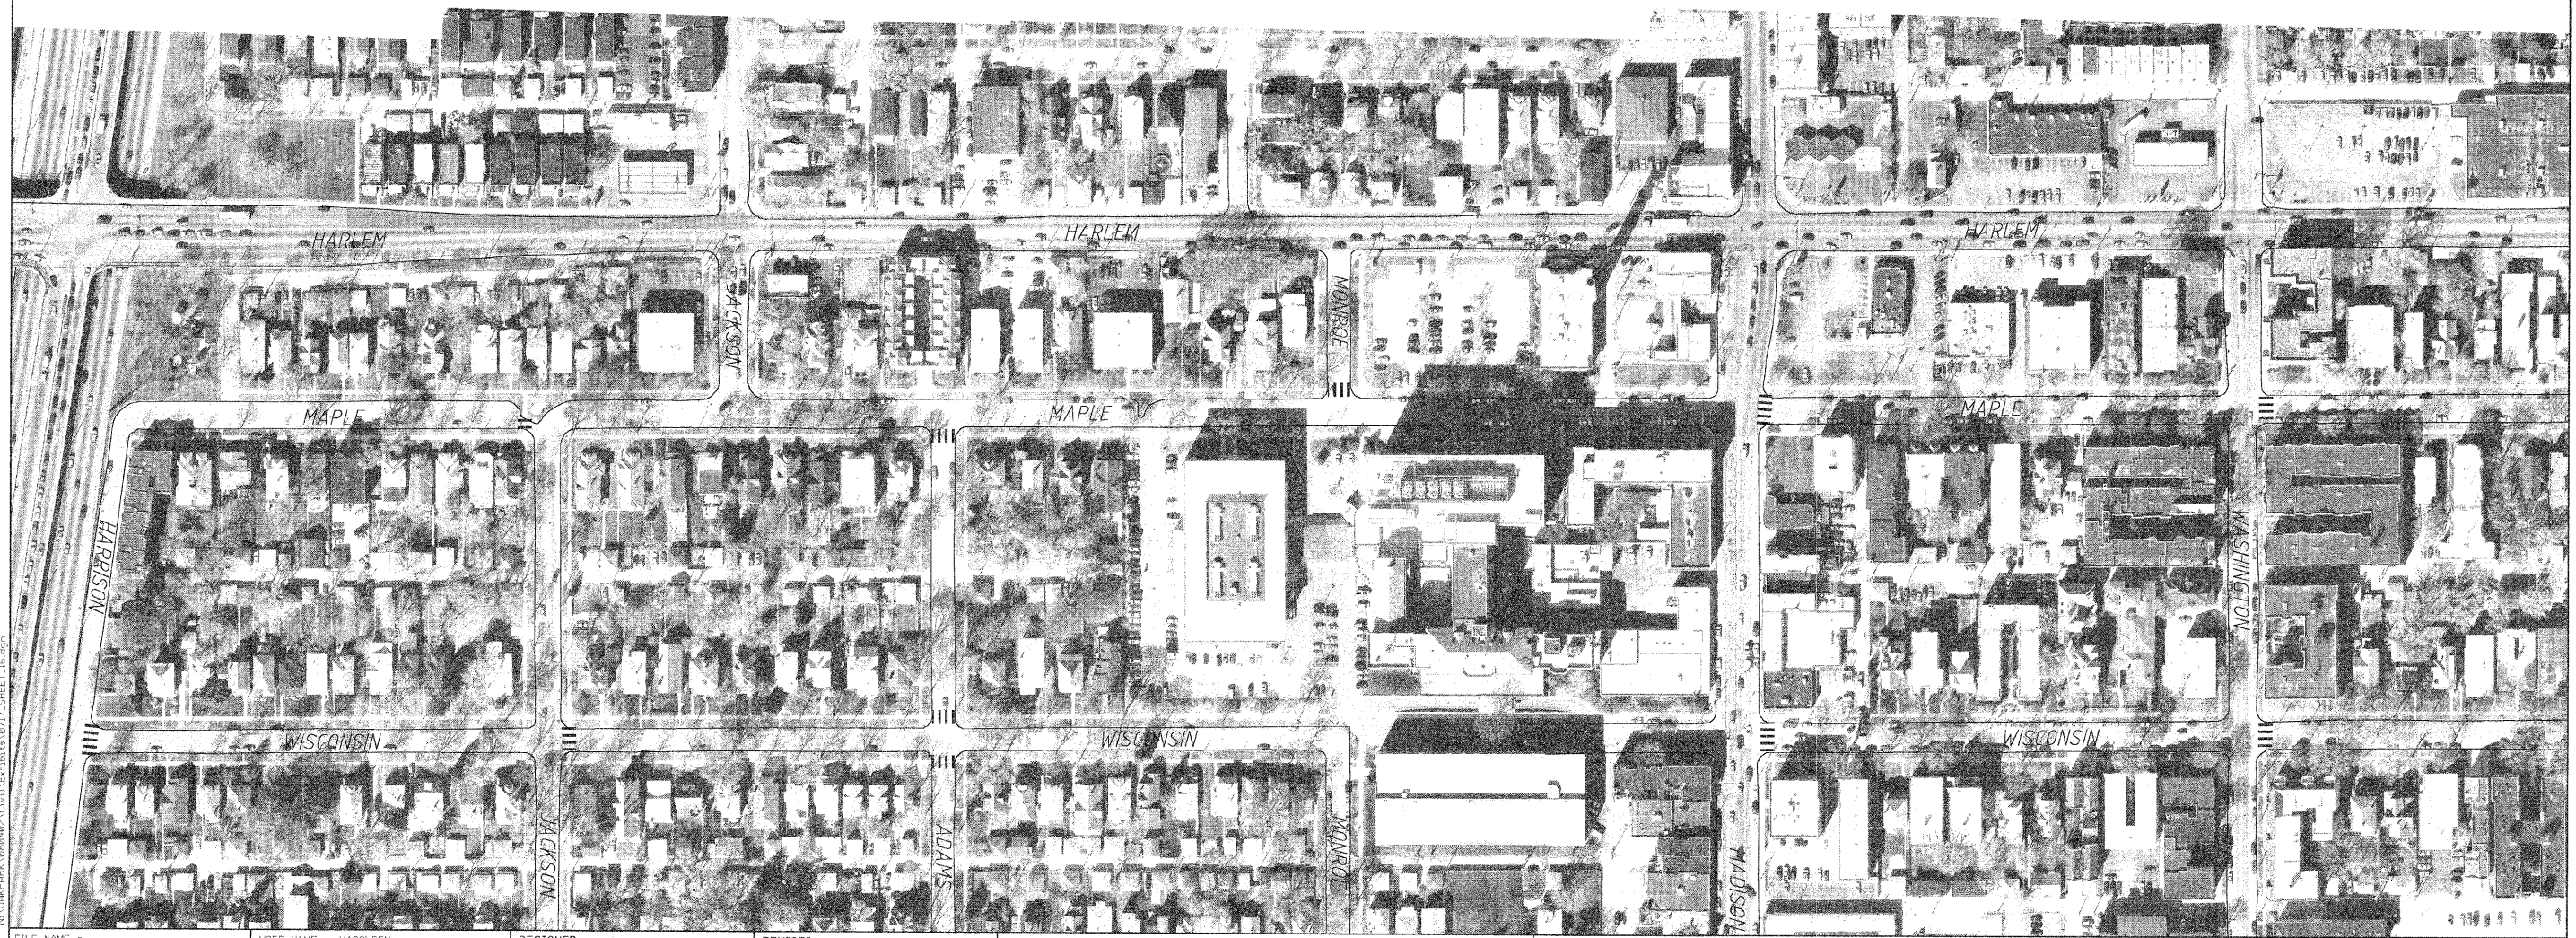 HARLEM
HARLEM
HARLEM
JACKSON
MONROE
MAPLE
MAPLE
MAPLE
HARRISON
WASHINGTON
WISCONSIN
WISCONSIN
WISCONSIN
JACKSON
ADAMS
MONROE
MADISON